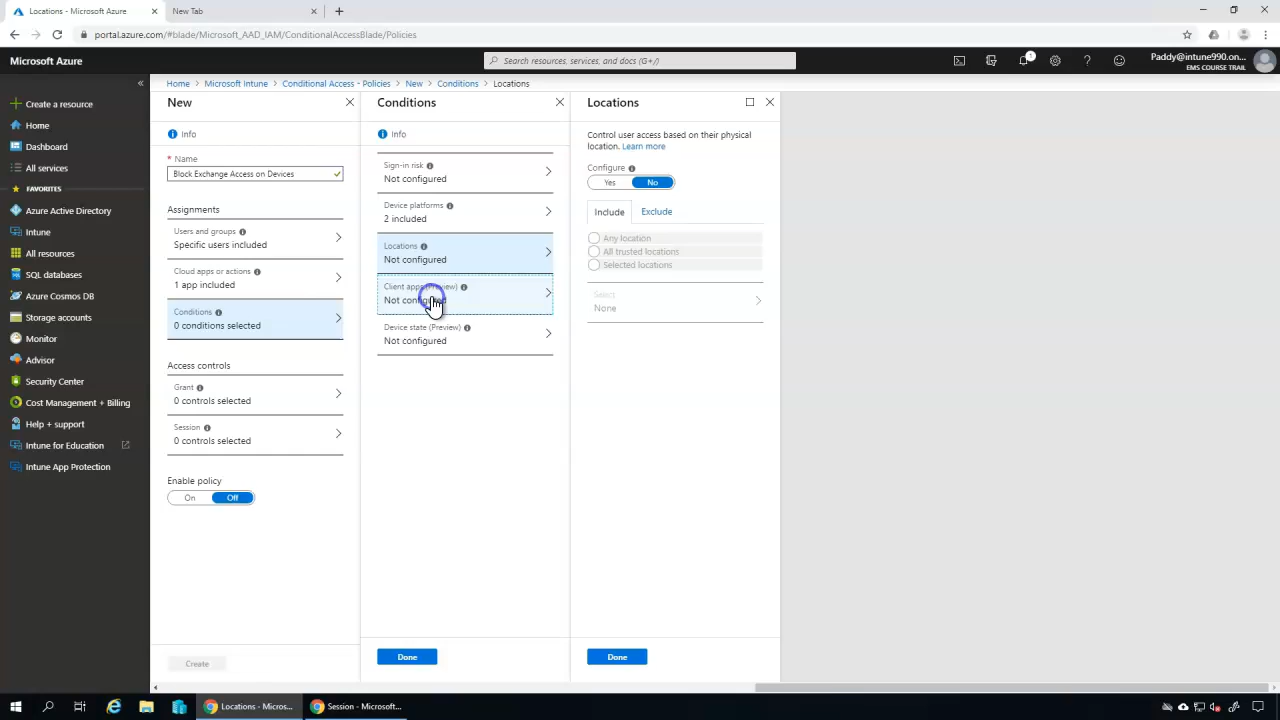 Locations - Microsoft Azure
New Tab
portal.azure.com/#blade/Microsoft_AAD_IAM/ConditionalAccessBlade/Policies
Microsoft Azure
Search resources, services, and docs (G+/)
1
Paddy@intune990.on...
EMS COURSE TRAIL
Home > Microsoft Intune > Conditional Access - Policies > New > Conditions > Locations
Create a resource
Home
Dashboard
All services
FAVORITES
Azure Active Directory
Intune
All resources
SQL databases
Azure Cosmos DB
Storage accounts
Monitor
Advisor
Security Center
Cost Management + Billing
Help + support
Intune for Education
Intune App Protection
New
Info
* Name
Block Exchange Access on Devices
Assignments
Users and groups
Specific users included
Cloud apps or actions
1 app included
Conditions
0 conditions selected
Access controls
Grant
0 controls selected
Session
0 controls selected
Enable policy
On Off
Create
Conditions
Info
Sign-in risk
Not configured
Device platforms
2 included
Locations
Not configured
Client apps (Preview)
Not configured
Device state (Preview)
Not configured
Done
Locations
Control user access based on their physical
location. Learn more
Configure
Yes No
Include Exclude
Any location
All trusted locations
Selected locations
Select
None
Done
Locations - Micros...
Session - Microsoft...